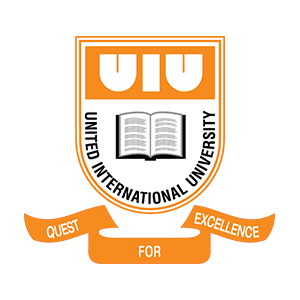 UIU
UNITED INTERNATIONAL UNIVERSITY
QUEST
FOR
EXCELLENCE